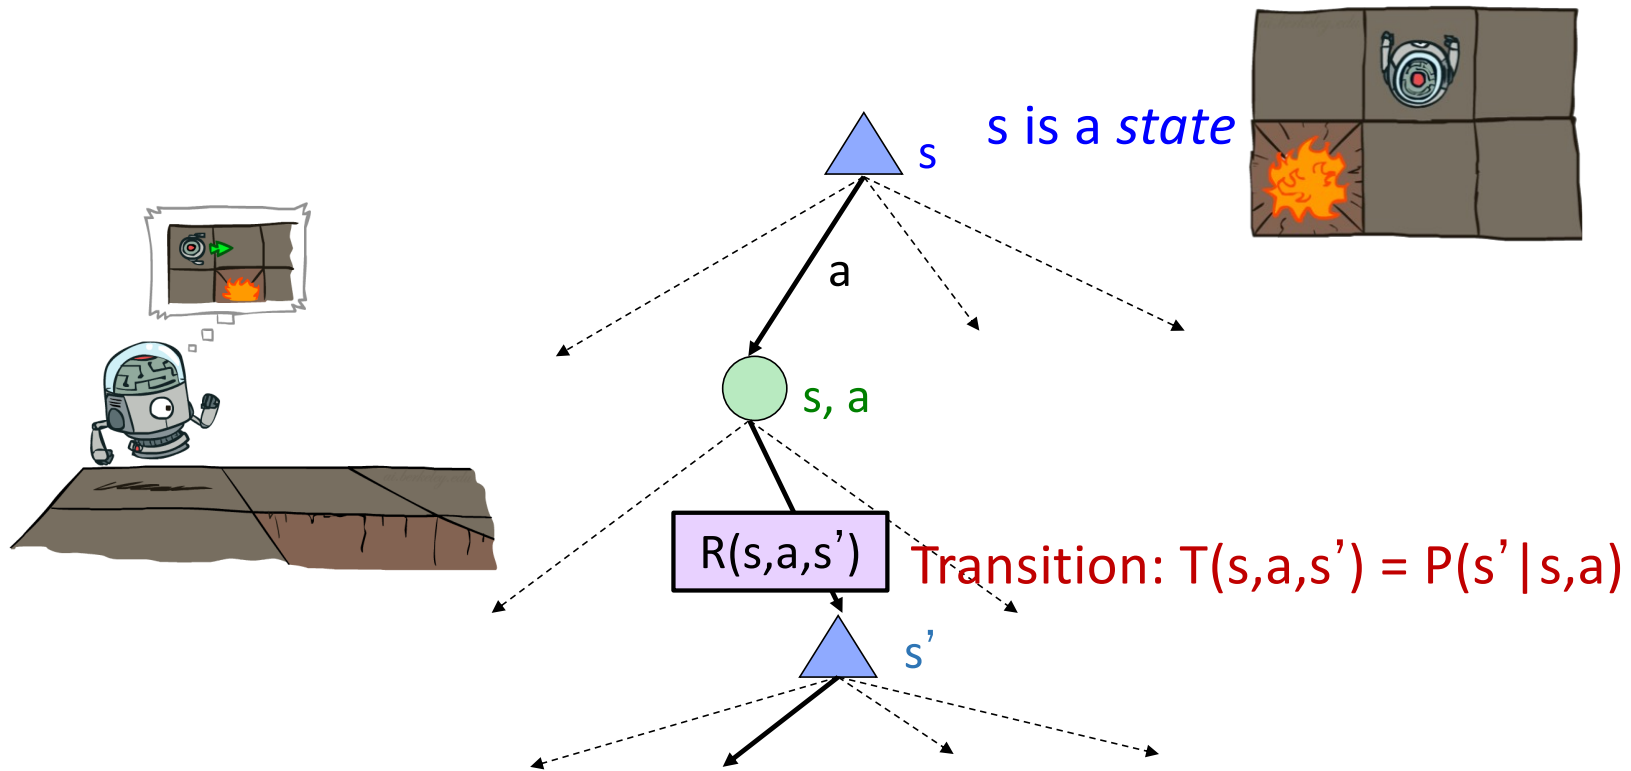 s is a state
s
a
s, a
R(s,a,s’)
Transition: T(s,a,s’) = P(s’|s,a)
s’